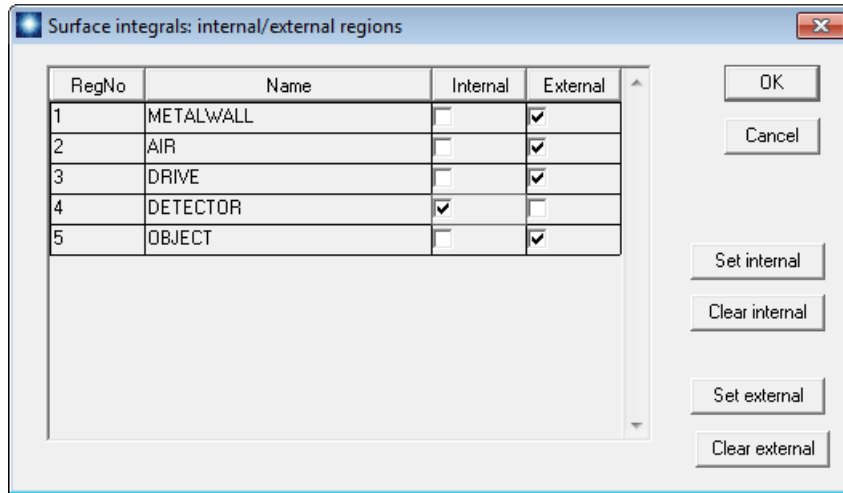 Surface integrals: internal/external regions
RegNo Name Internal External
1 METALWALL
2 AIR
3 DRIVE
4 DETECTOR
5 OBJECT
OK
Cancel
Set internal
Clear internal
Set external
Clear external